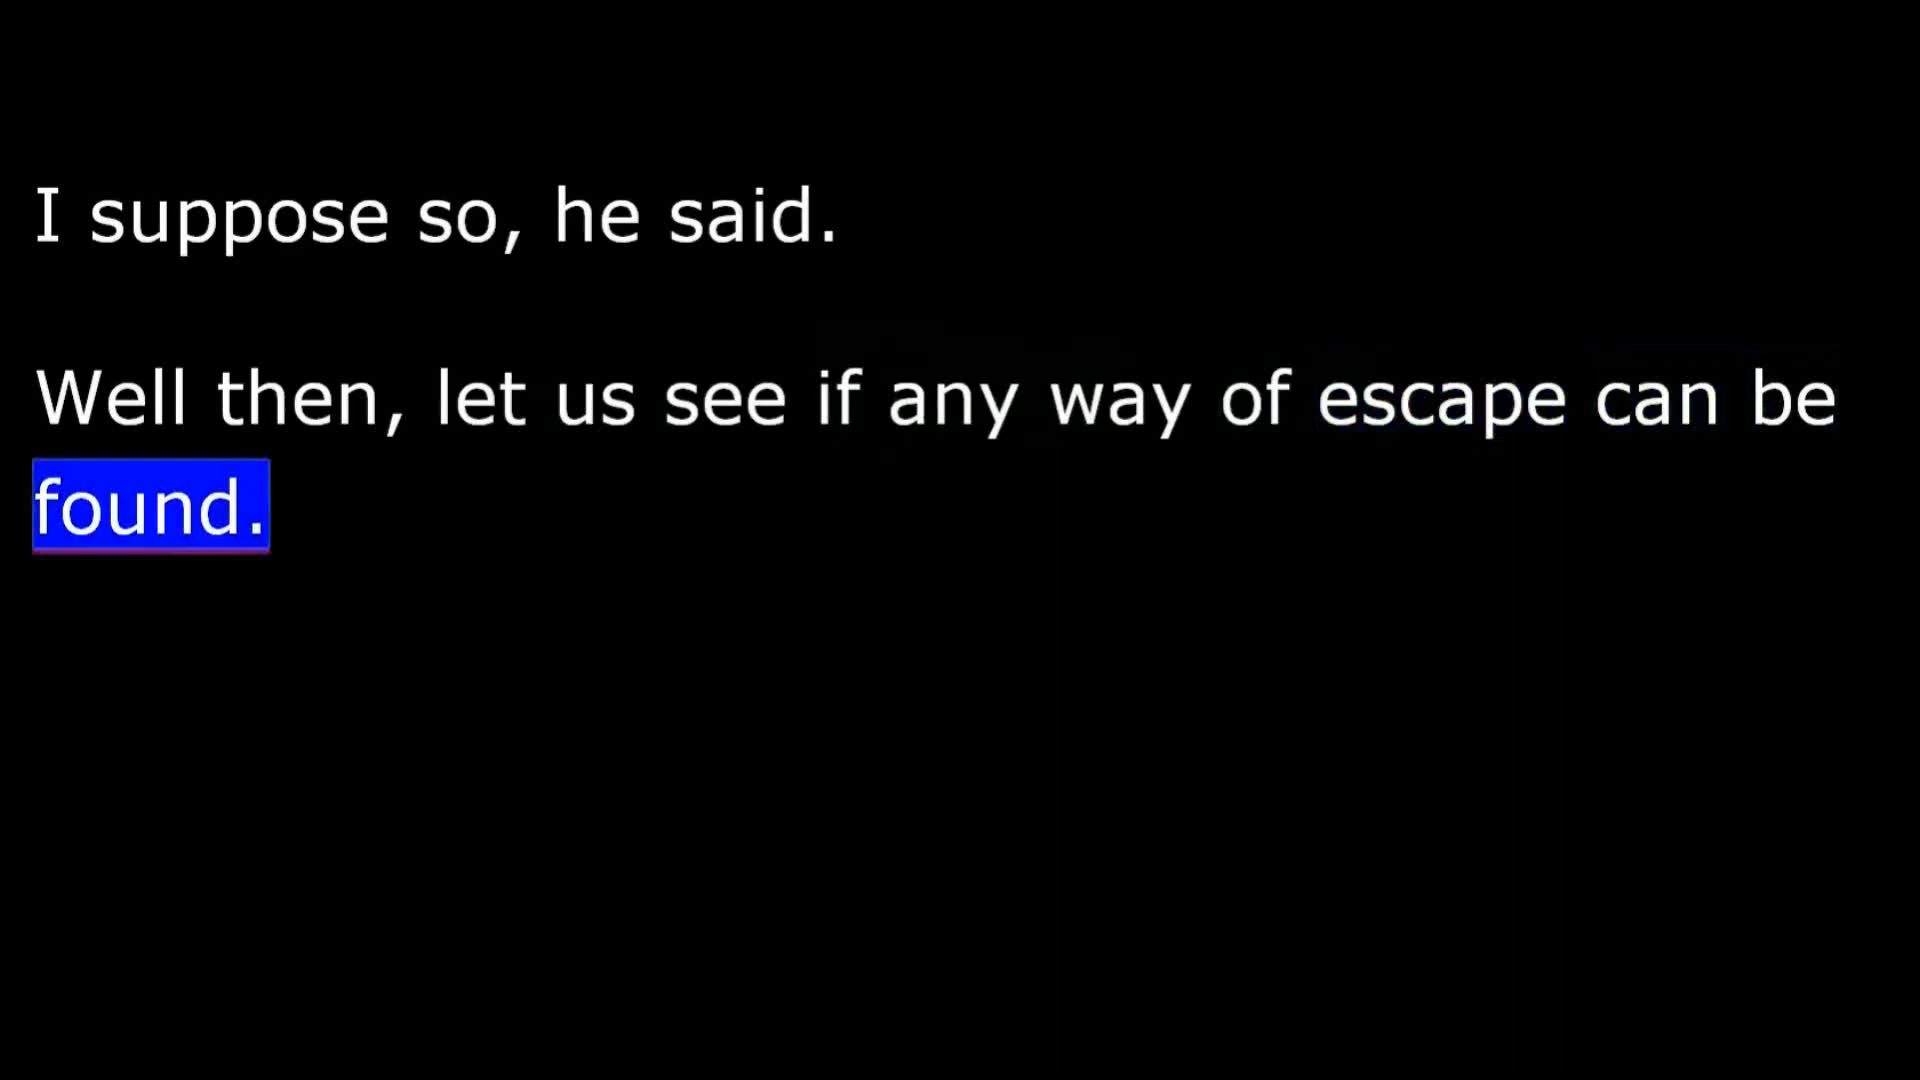 I suppose so, he said.
Well then, let us see if any way of escape can be
found.